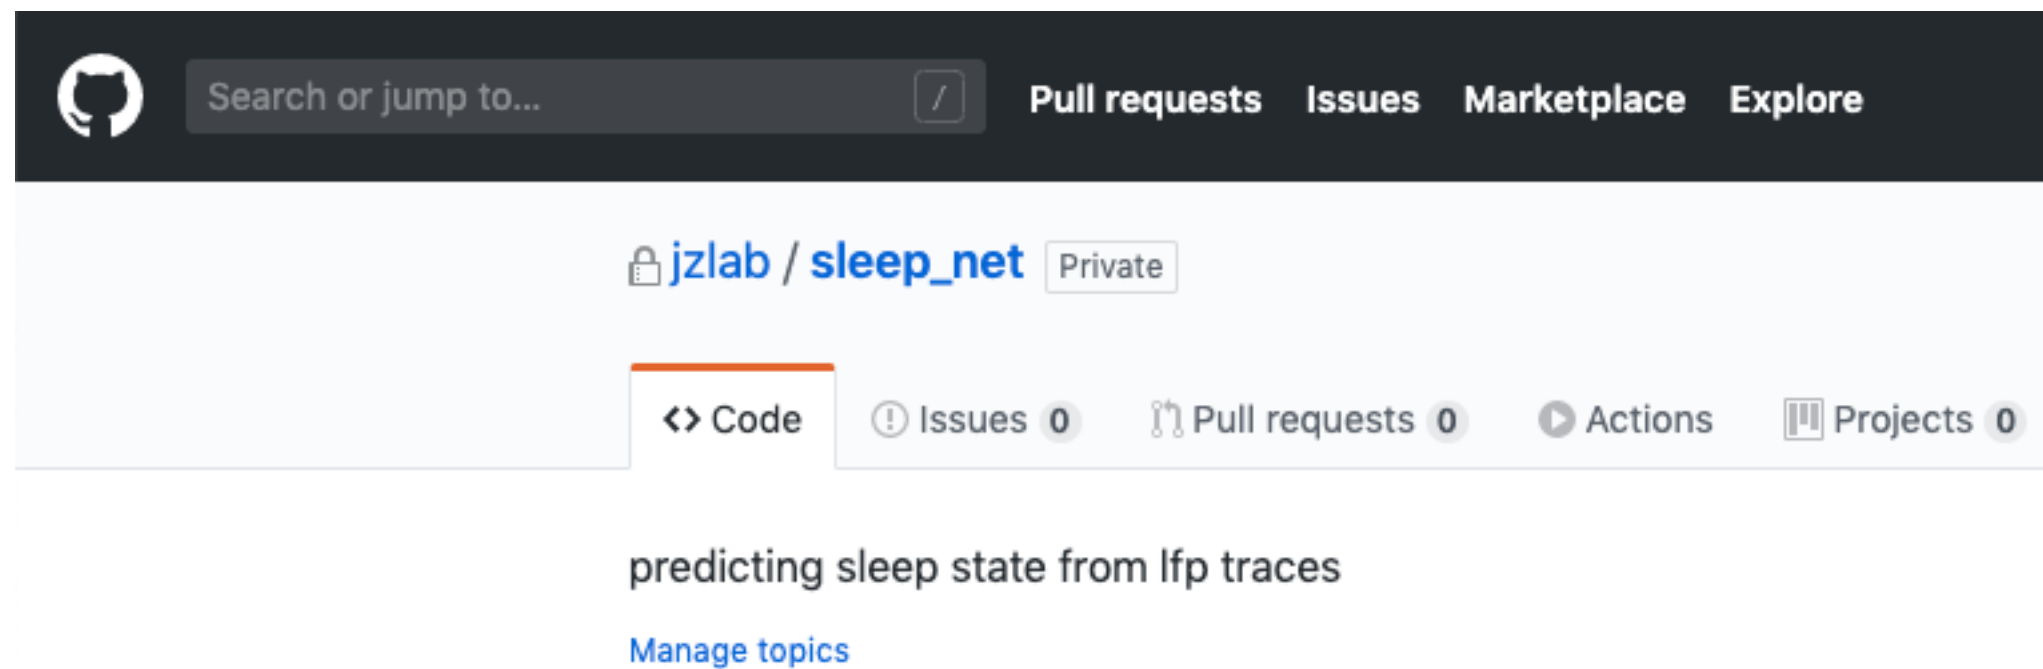 Search or jump to... / Pull requests Issues Marketplace Explore
jzlab / sleep_net Private
<> Code Issues 0 Pull requests 0 Actions Projects 0
predicting sleep state from lfp traces
Manage topics